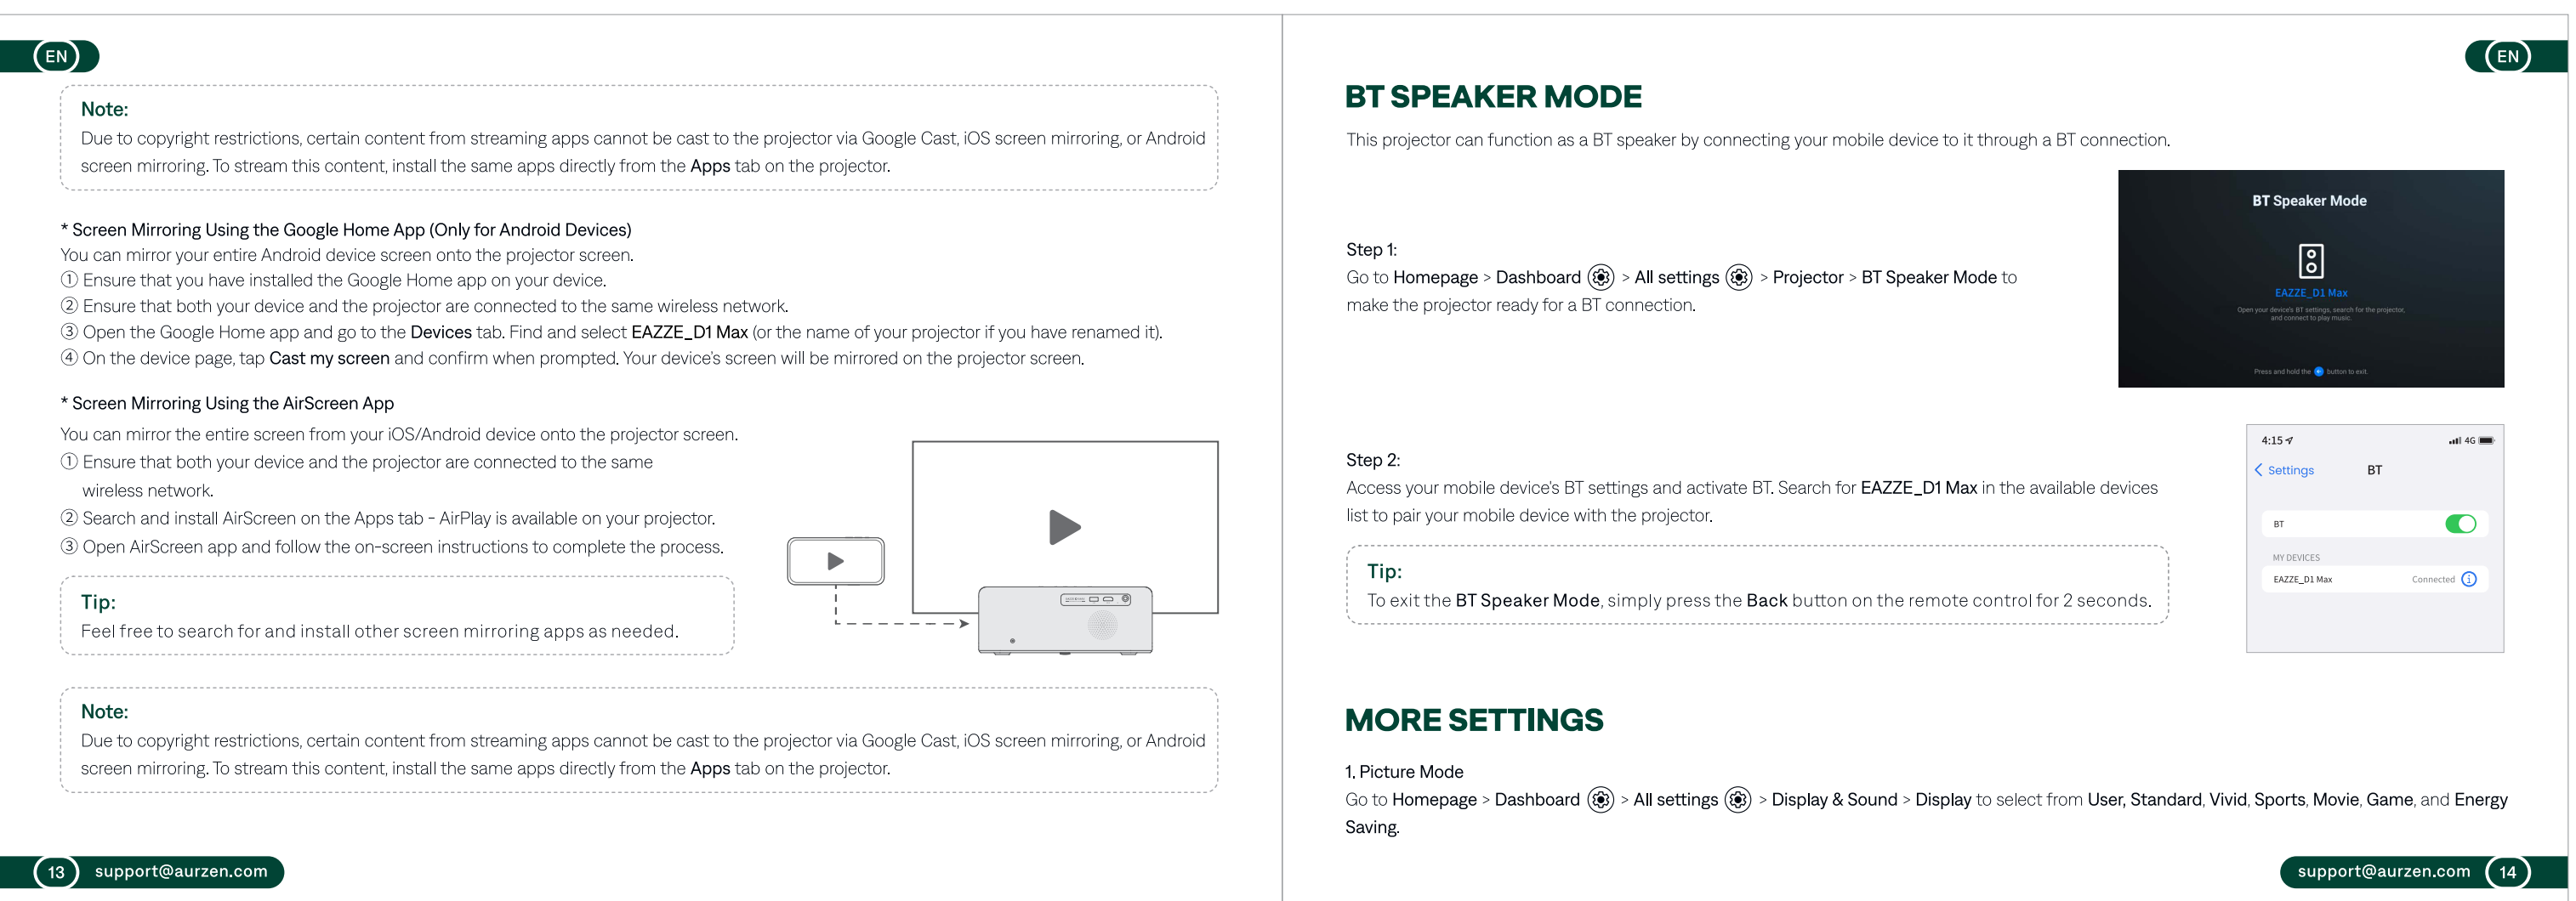 EN
Note:
Due to copyright restrictions, certain content from streaming apps cannot be cast to the projector via Google Cast, iOS screen mirroring, or Android
screen mirroring. To stream this content, install the same apps directly from the Apps tab on the projector.
* Screen Mirroring Using the Google Home App (Only for Android Devices)
You can mirror your entire Android device screen onto the projector screen.
① Ensure that you have installed the Google Home app on your device.
② Ensure that both your device and the projector are connected to the same wireless network.
③ Open the Google Home app and go to the Devices tab. Find and select EAZZE_D1 Max (or the name of your projector if you have renamed it).
④ On the device page, tap Cast my screen and confirm when prompted. Your device's screen will be mirrored on the projector screen.
* Screen Mirroring Using the AirScreen App
You can mirror the entire screen from your iOS/Android device onto the projector screen.
① Ensure that both your device and the projector are connected to the same
wireless network.
② Search and install AirScreen on the Apps tab - AirPlay is available on your projector.
③ Open AirScreen app and follow the on-screen instructions to complete the process.
Tip:
Feel free to search for and install other screen mirroring apps as needed.
Note:
Due to copyright restrictions, certain content from streaming apps cannot be cast to the projector via Google Cast, iOS screen mirroring, or Android
screen mirroring. To stream this content, install the same apps directly from the Apps tab on the projector.
13 support@aurzen.com
EN
BT SPEAKER MODE
This projector can function as a BT speaker by connecting your mobile device to it through a BT connection.
Step 1:
Go to Homepage > Dashboard > All settings > Projector > BT Speaker Mode to
make the projector ready for a BT connection.
BT Speaker Mode
EAZZE_D1 Max
Open your device's BT settings, search for the projector,
and connect to play music.
Press and hold the button to exit.
Step 2:
Access your mobile device's BT settings and activate BT. Search for EAZZE_D1 Max in the available devices
list to pair your mobile device with the projector.
Tip:
To exit the BT Speaker Mode, simply press the Back button on the remote control for 2 seconds.
4:15 4G
Settings BT
BT
MY DEVICES
EAZZE_D1 Max Connected
MORE SETTINGS
1. Picture Mode
Go to Homepage > Dashboard > All settings > Display & Sound > Display to select from User, Standard, Vivid, Sports, Movie, Game, and Energy
Saving.
support@aurzen.com 14